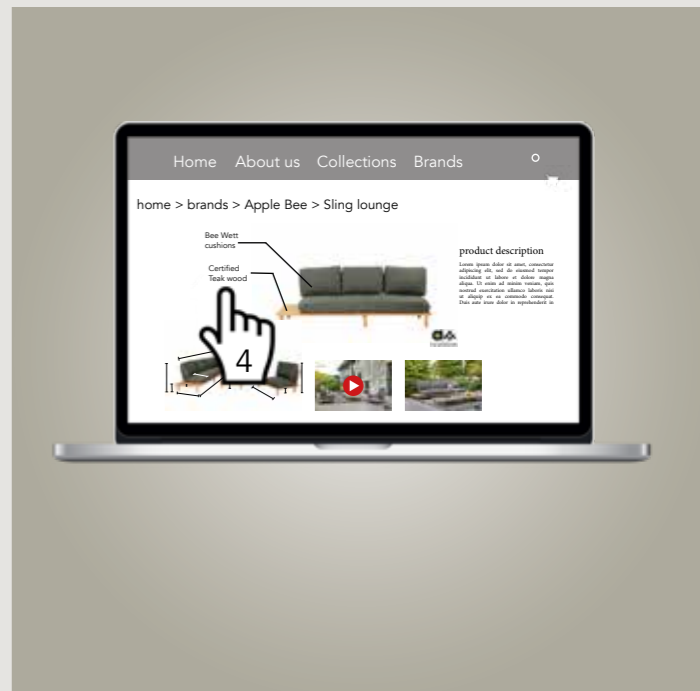 Home About us Collections Brands
home > brands > Apple Bee > Sling lounge
Bee Wett
cushions
Certified
Teak wood
product description
Lorem ipsum dolor sit amet, consectetur
adipiscing elit, sed do eiusmod tempor
incididunt ut labore et dolore magna
aliqua. Ut enim ad minim veniam, quis
nostrud exercitation ullamco laboris nisi
ut aliquip ex ea commodo consequat.
Duis aute irure dolor in reprehenderit in
4